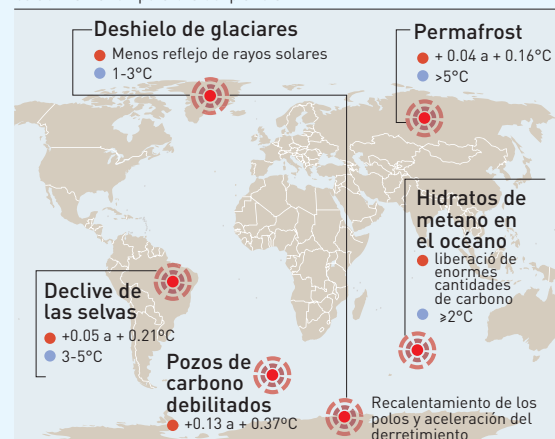 Deshielo de glaciares
Menos reflejo de rayos solares
1-3°C
Permafrost
+ 0.04 a + 0.16°C
>5°C
Hidratos de
metano en
el océano
liberació de
enormes
cantidades
de carbono
≥2°C
Declive de
las selvas
+0.05 a + 0.21°C
3-5°C
Pozos de
carbono
debilitados
+0.13 a + 0.37°C
Recalentamiento de los
polos y aceleración del
derretimiento